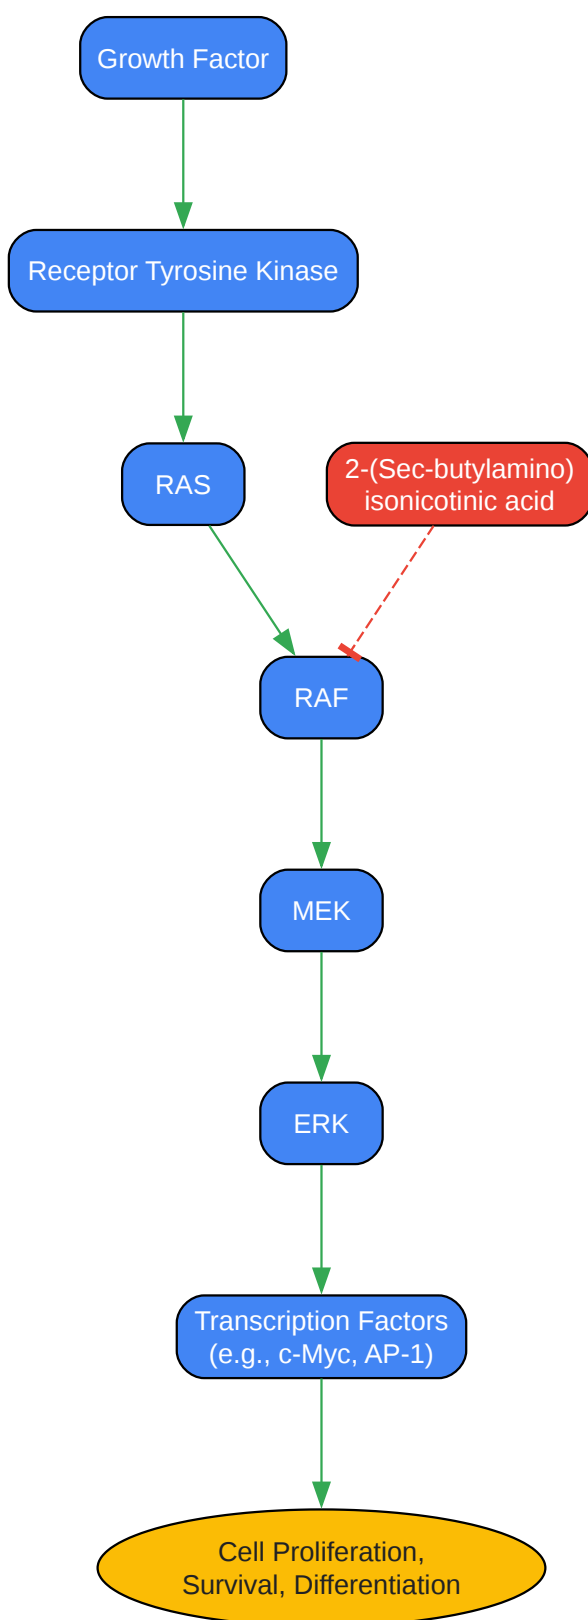 Growth Factor
Receptor Tyrosine Kinase
RAS
2-(Sec-butylamino)
isonicotinic acid
RAF
MEK
ERK
Transcription Factors
(e.g., c-Myc, AP-1)
Cell Proliferation,
Survival, Differentiation